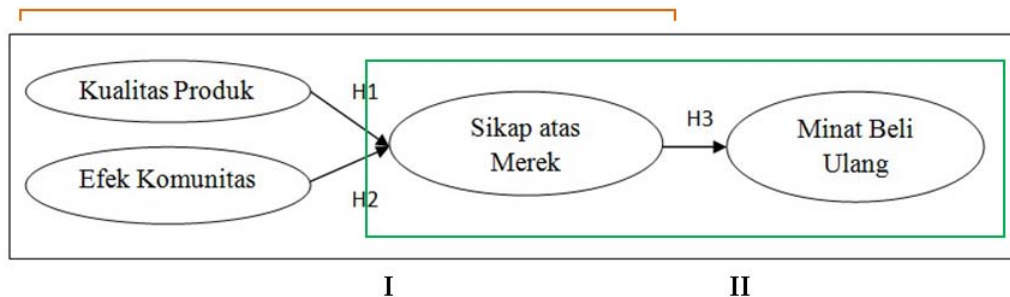 Kualitas Produk
H1
Efek Komunitas
H2
Sikap atas
Merek
H3
Minat Beli
Ulang
I
II